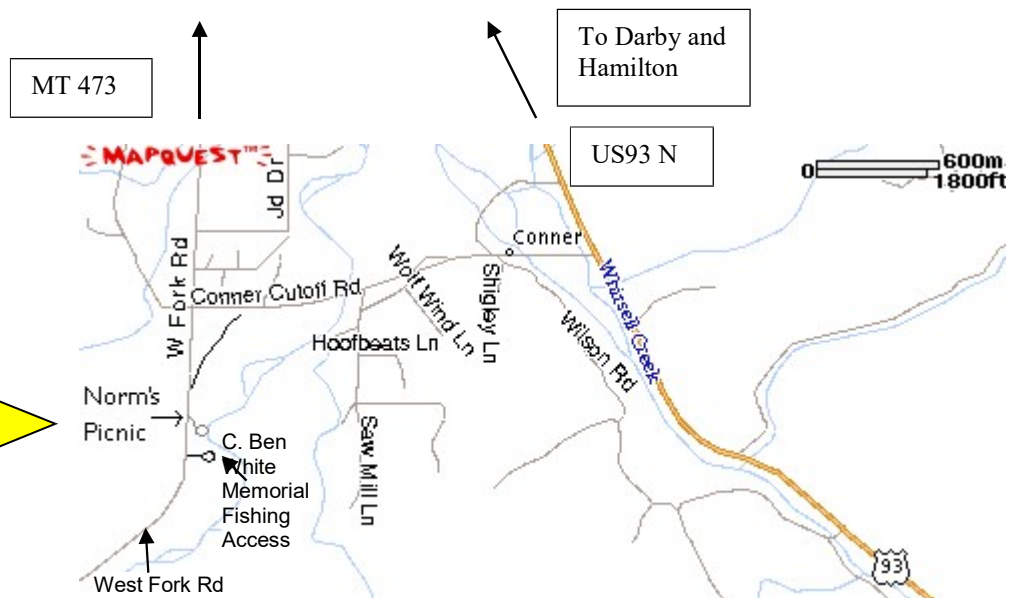 To Darby and
Hamilton
MT 473
US93 N
MAPQUEST™
0
600m
1800ft
Jd Dr
W Fork Rd
Conner
Conner Cutoff Rd
Wolf Wind Ln
Shigley Ln
Whitsell Creek
Wilson Rd
Hoofbeats Ln
Norm's
Picnic
Saw Mill Ln
C. Ben
White
Memorial
Fishing
Access
West Fork Rd
93